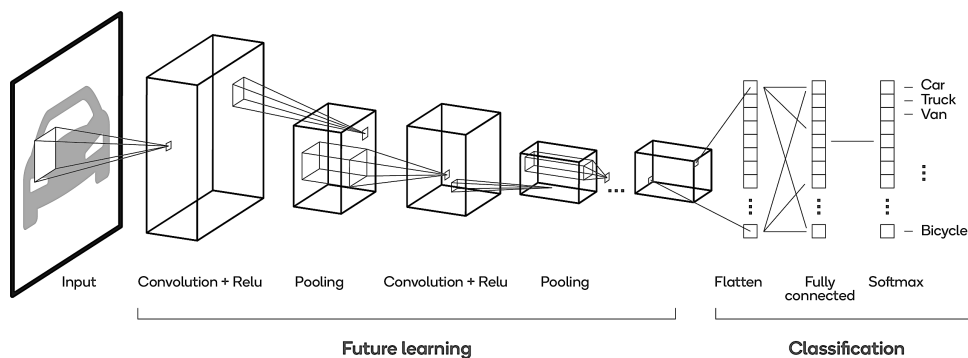 Car
Truck
Van
Bicycle
Input
Convolution + Relu
Pooling
Convolution + Relu
Pooling
Flatten
Fully
connected
Softmax
Future learning
Classification